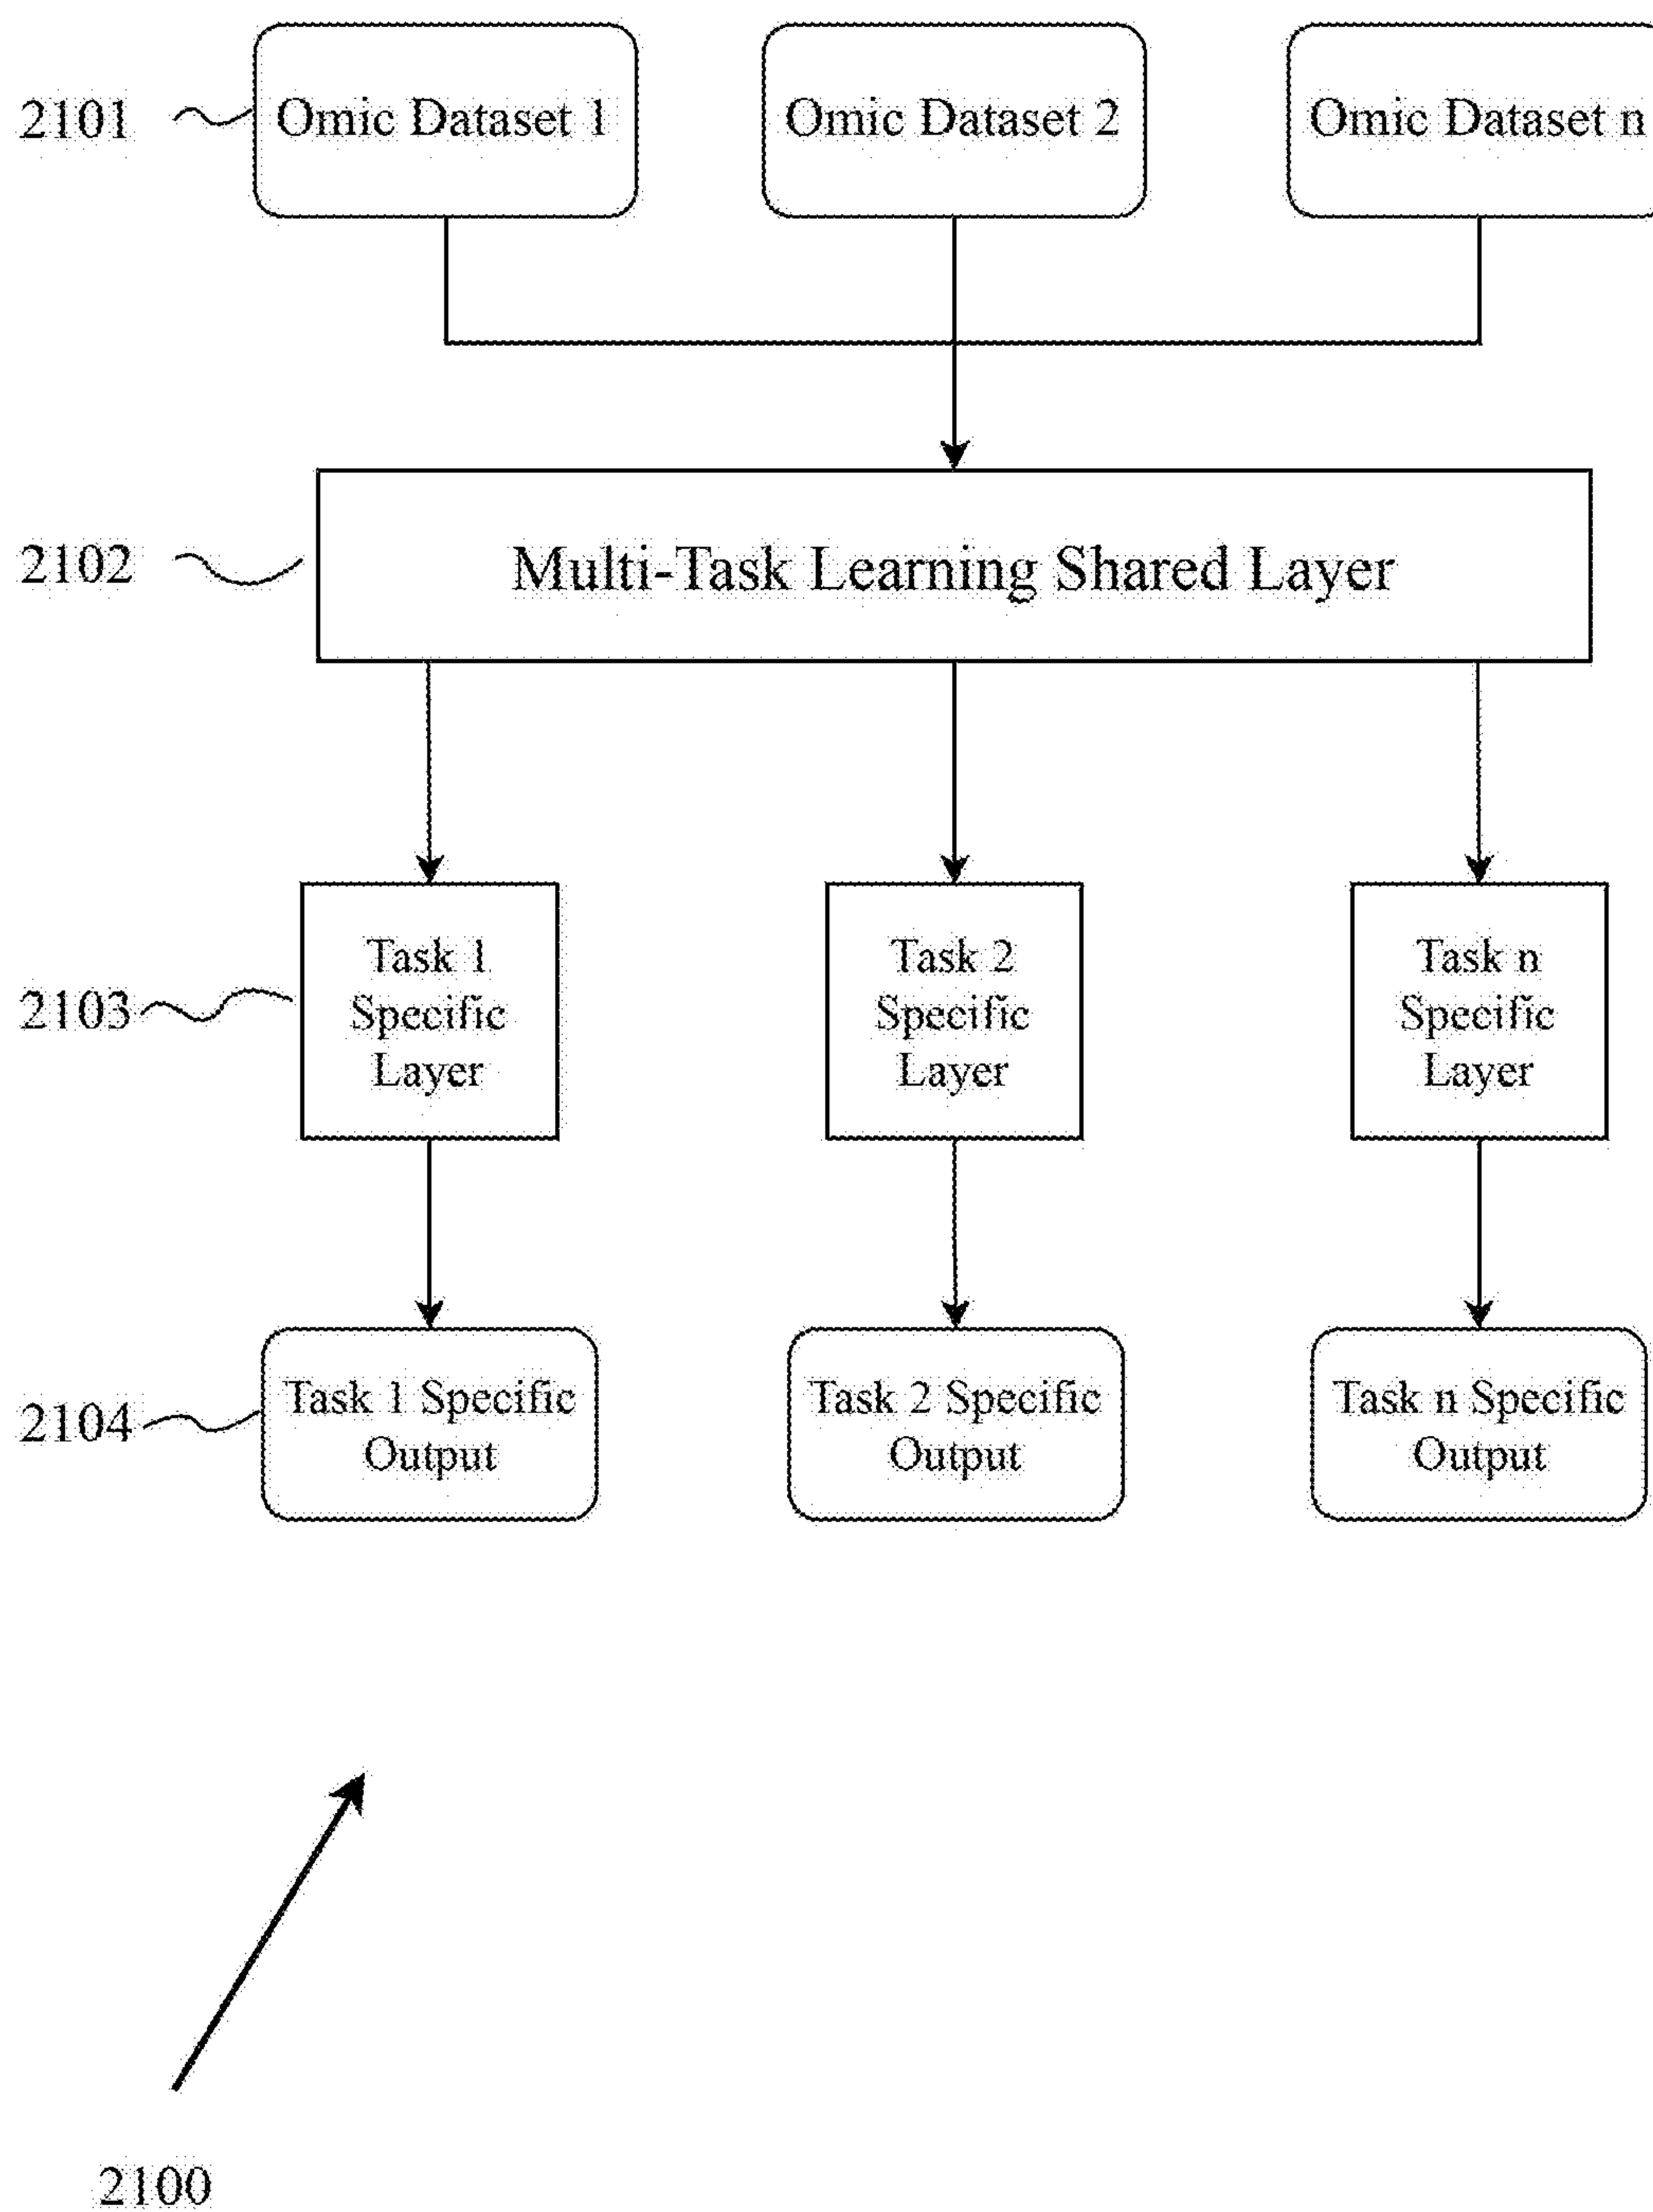 2101
Omic Dataset 1
Omic Dataset 2
Omic Dataset n
2102
Multi-Task Learning Shared Layer
2103
Task 1
Specific
Layer
Task 2
Specific
Layer
Task n
Specific
Layer
2104
Task 1 Specific
Output
Task 2 Specific
Output
Task n Specific
Output
2100